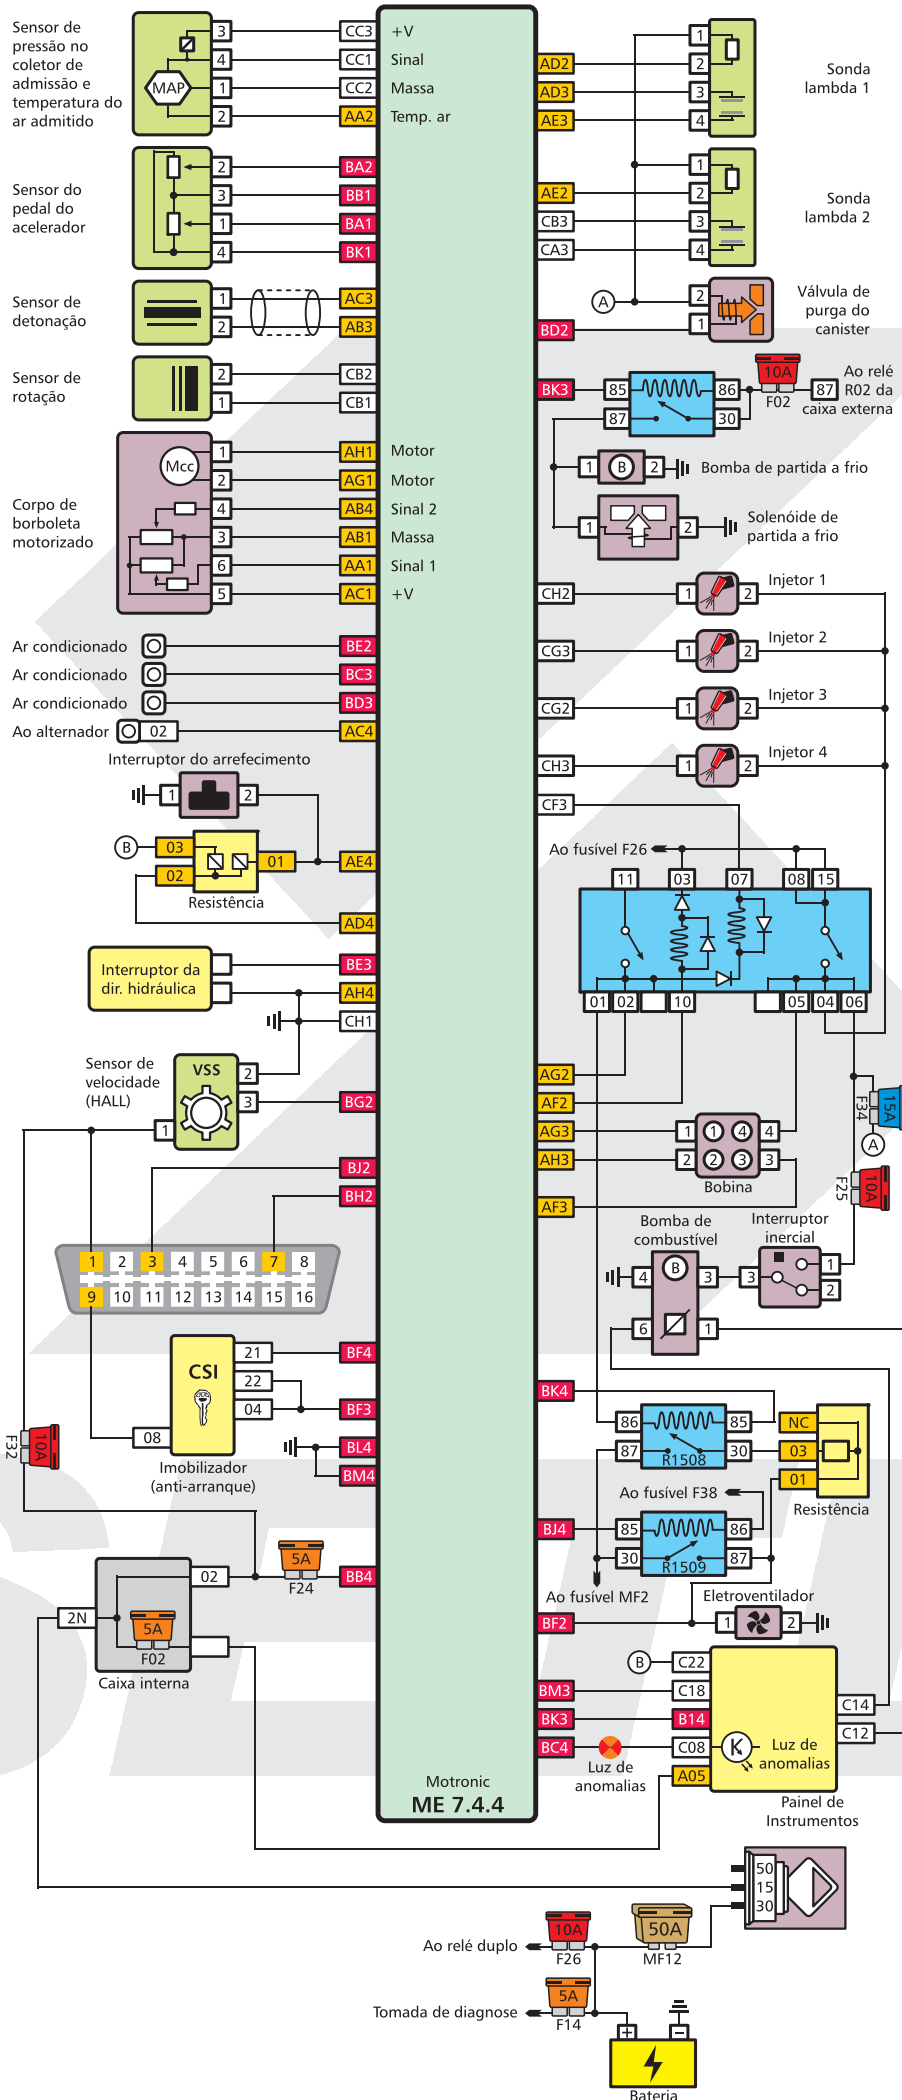 Sensor de
pressão no
coletor de
admissão e
temperatura do
ar admitido
MAP
3 CC3 +V
4 CC1 Sinal
1 CC2 Massa
2 AA2 Temp. ar
Sensor do
pedal do
acelerador
2 BA2
3 BB1
1 BA1
4 BK1
Sensor de
detonação
1 AC3
2 AB3
Sensor de
rotação
2 CB2
1 CB1
Corpo de
borboleta
motorizado
Mcc
1 AH1 Motor
2 AG1 Motor
4 AB4 Sinal 2
3 AB1 Massa
6 AA1 Sinal 1
5 AC1 +V
Ar condicionado BE2
Ar condicionado BC3
Ar condicionado BD3
Ao alternador 02 AC4
Interruptor do arrefecimento
1 2
B 03 01 AE4
02
Resistência
AD4
Interruptor da
dir. hidráulica
BE3
AH4
CH1
Sensor de
velocidade
(HALL)
VSS
2
3 BG2
1
BJ2
BH2
1 2 3 4 5 6 7 8
9 10 11 12 13 14 15 16
CSI
21 BF4
22
04 BF3
08
BL4
BM4
Imobilizador
(anti-arranque)
10A
F32
5A
F24
BB4
02
2N
5A
F02
Caixa interna
Motronic
ME 7.4.4
Sonda
lambda 1
1
AD2 2
AD3 3
AE3 4
Sonda
lambda 2
1
AE2 2
CB3 3
CA3 4
A 2
BD2 1
Válvula de
purga do
canister
BK3 85 86 10A F02 87
87 30
Ao relé
R02 da
caixa externa
1 B 2 Bomba de partida a frio
1 2 Solenóide de
partida a frio
CH2 1 2 Injetor 1
CG3 1 2 Injetor 2
CG2 1 2 Injetor 3
CH3 1 2 Injetor 4
CF3
Ao fusível F26
11 03 07 08 15
01 02 10 05 04 06
AG2
AF2
AG3 1 1 4 4
AH3 2 2 3 3
Bobina
AF3
15A
F34
A
10A
F25
Bomba de
combustível
Interruptor
inercial
4 B 3 3 1
2
6 1
BK4
86 85 NC
87 30 03
R1508
01
Resistência
Ao fusível F38
BJ4 85 86
30 87
R1509
Ao fusível MF2
Eletroventilador
BF2 1 2
B C22
BM3 C18
BK3 B14
BC4 C08
A05
Luz de
anomalias
K Luz de
anomalias
C14
C12
Painel de
Instrumentos
50
15
30
Ao relé duplo 10A F26 50A MF12
Tomada de diagnose 5A F14
+ −
Bateria